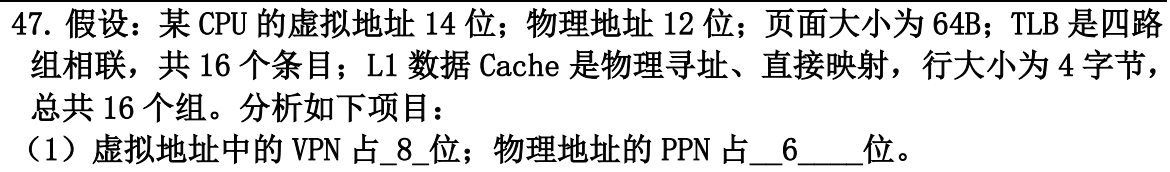 47. 假设：某 CPU 的虚拟地址 14 位；物理地址 12 位；页面大小为 64B；TLB 是四路
组相联，共 16 个条目；L1 数据 Cache 是物理寻址、直接映射，行大小为 4 字节，
总共 16 个组。分析如下项目：
（1）虚拟地址中的 VPN 占_8_位；物理地址的 PPN 占__6____位。